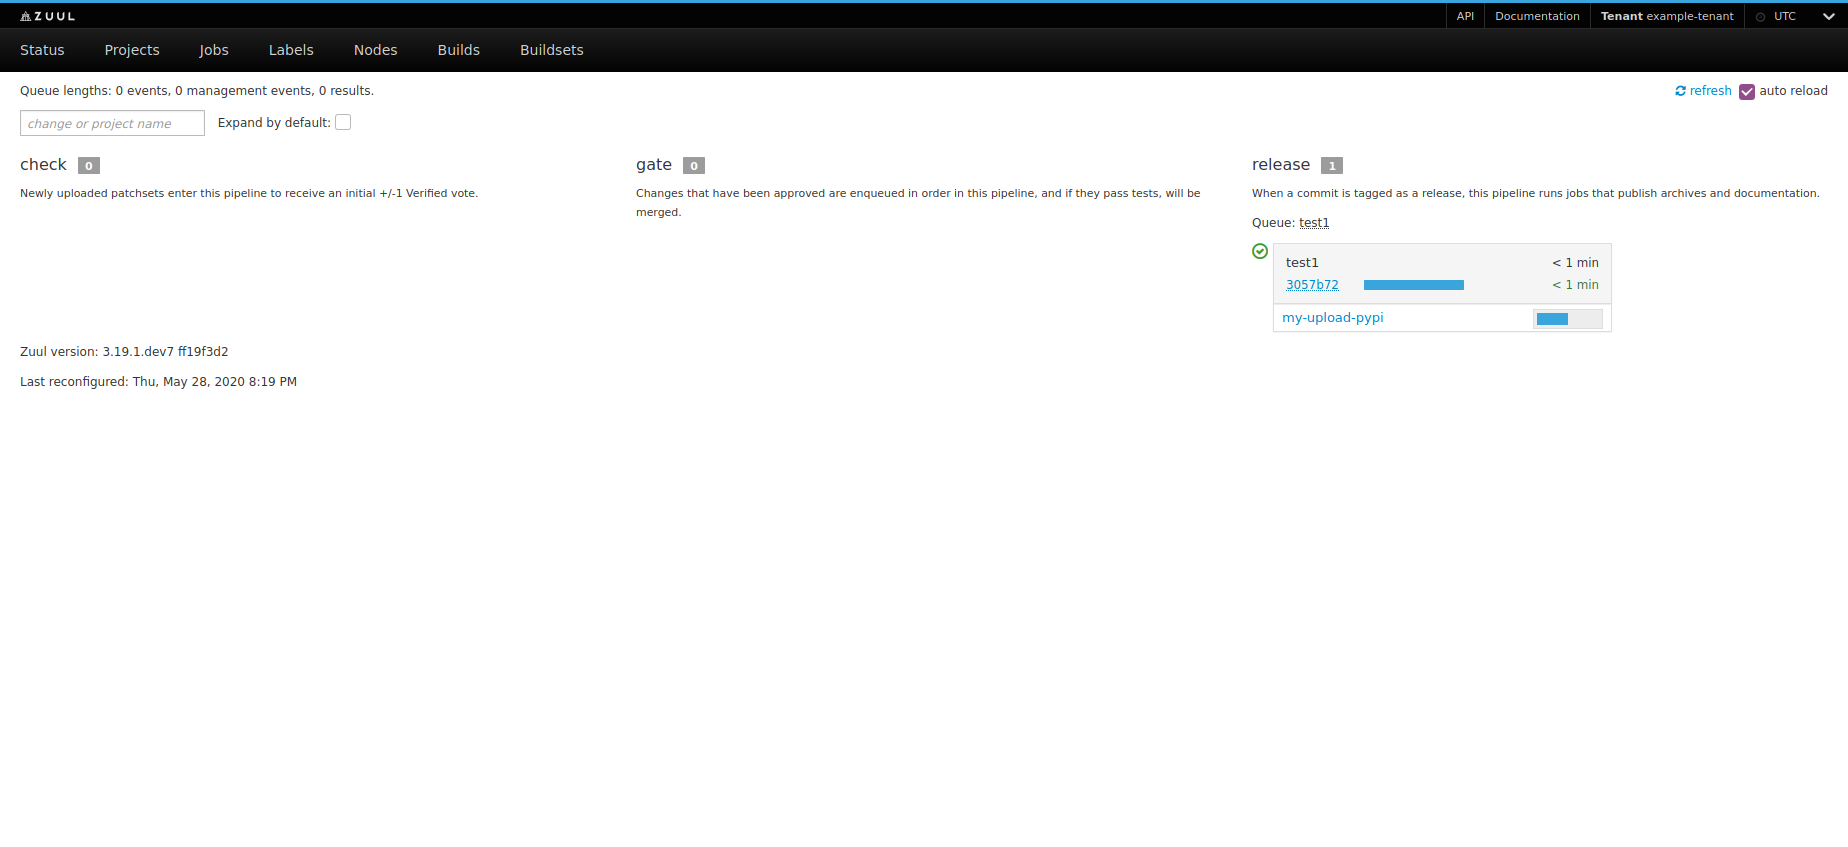 ZUUL
API Documentation Tenant example-tenant UTC
Status Projects Jobs Labels Nodes Builds Buildsets
Queue lengths: 0 events, 0 management events, 0 results.
refresh auto reload
change or project name Expand by default:
check 0
Newly uploaded patchsets enter this pipeline to receive an initial +/-1 Verified vote.
gate 0
Changes that have been approved are enqueued in order in this pipeline, and if they pass tests, will be
merged.
release 1
When a commit is tagged as a release, this pipeline runs jobs that publish archives and documentation.
Queue: test1
test1 < 1 min
3057b72 < 1 min
my-upload-pypi
Zuul version: 3.19.1.dev7 ff19f3d2
Last reconfigured: Thu, May 28, 2020 8:19 PM